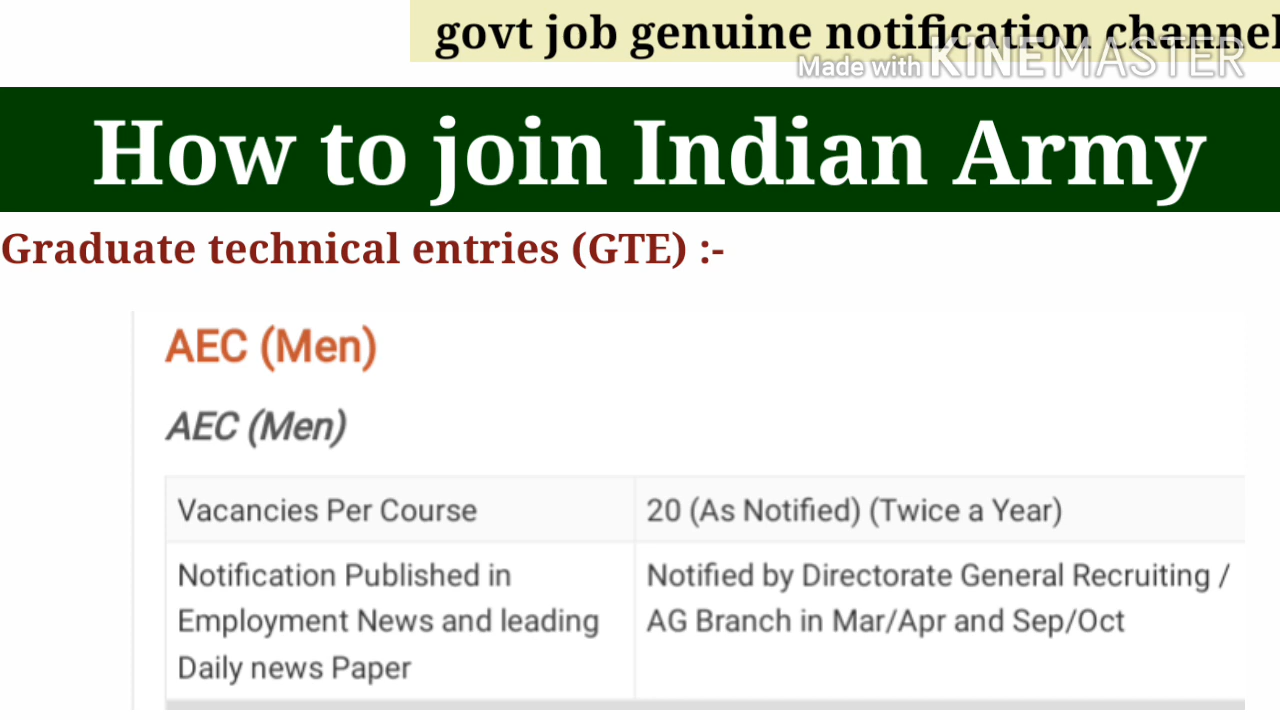 govt job genuine notification channel
Made with KINEMASTER
How to join Indian Army
Graduate technical entries (GTE) :-
AEC (Men)
AEC (Men)
Vacancies Per Course
20 (As Notified) (Twice a Year)
Notification Published in
Employment News and leading
Daily news Paper
Notified by Directorate General Recruiting /
AG Branch in Mar/Apr and Sep/Oct